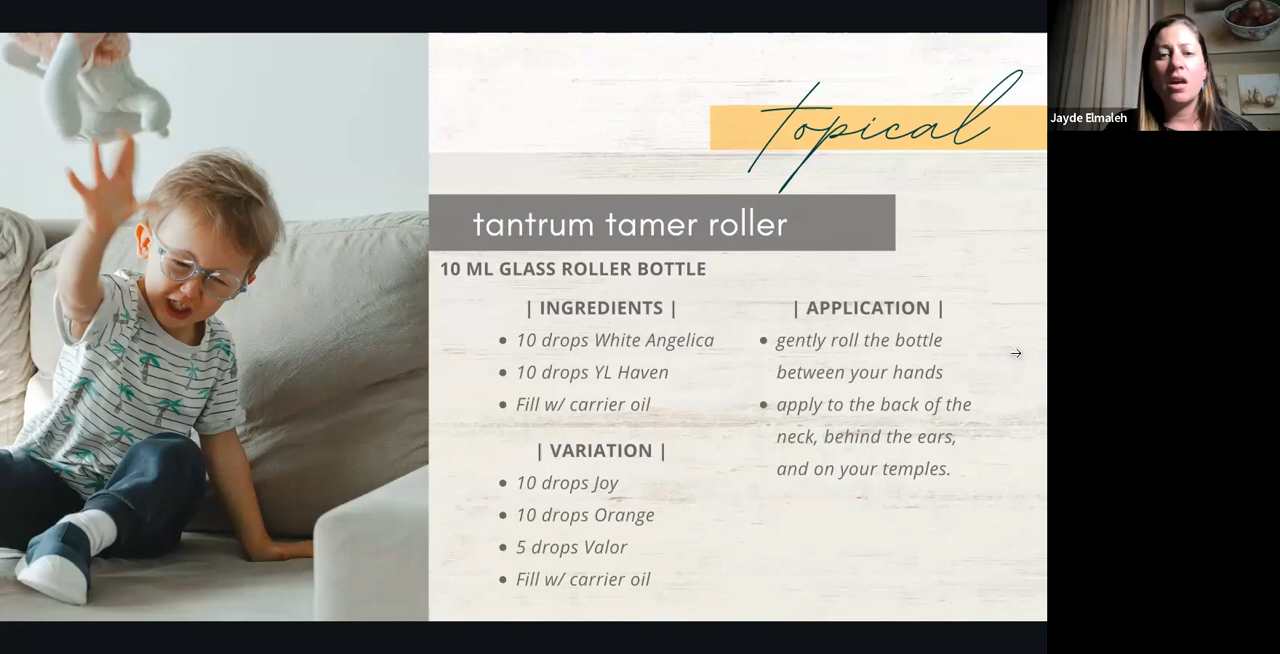 topical
tantrum tamer roller
10 ML GLASS ROLLER BOTTLE
| INGREDIENTS |
• 10 drops White Angelica
• 10 drops YL Haven
• Fill w/ carrier oil
| VARIATION |
• 10 drops Joy
• 10 drops Orange
• 5 drops Valor
• Fill w/ carrier oil
| APPLICATION |
• gently roll the bottle
between your hands
• apply to the back of the
neck, behind the ears,
and on your temples.
Jayde Elmaleh